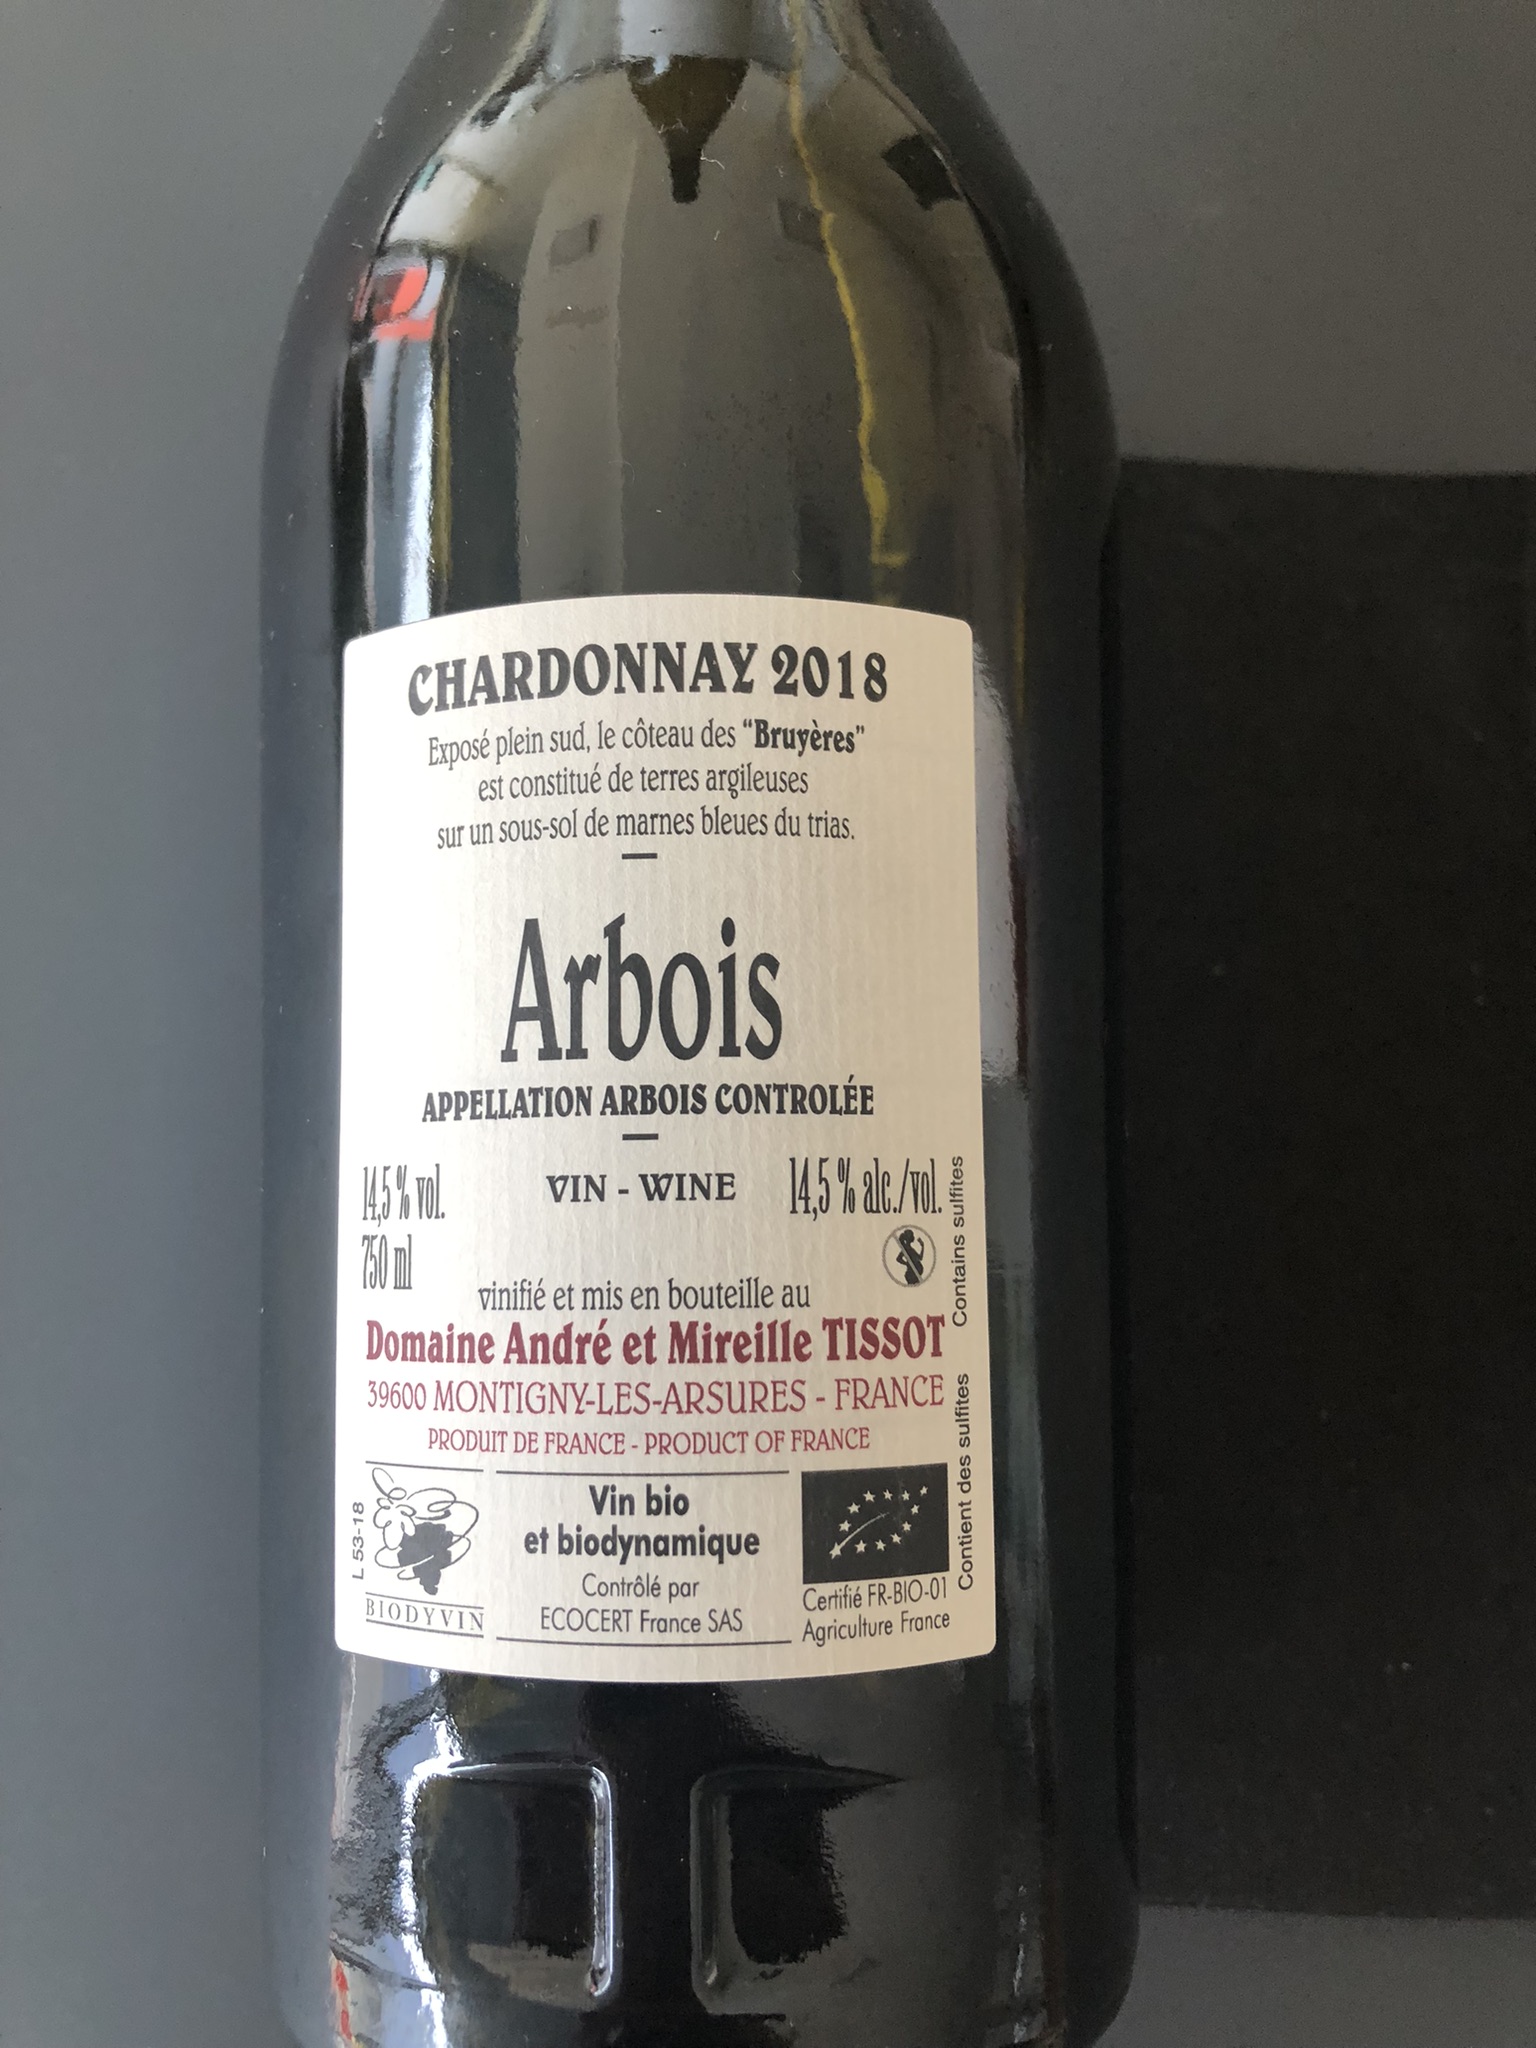 CHARDONNAY 2018
Exposé plein sud, le côteau des "Bruyères"
est constitué de terres argileuses
sur un sous-sol de marnes bleues du trias.
Arbois
APPELLATION ARBOIS CONTROLÉE
14,5 % vol.
VIN - WINE
14,5 % alc./vol.
750 ml
vinifié et mis en bouteille au
Domaine André et Mireille TISSOT
39600 MONTIGNY-LES-ARSURES - FRANCE
PRODUIT DE FRANCE - PRODUCT OF FRANCE
Contient des sulfites
Contains sulfites
L 53-18
BIODYVIN
Vin bio
et biodynamique
Contrôlé par
ECOCERT France SAS
Certifié FR-BIO-01
Agriculture France